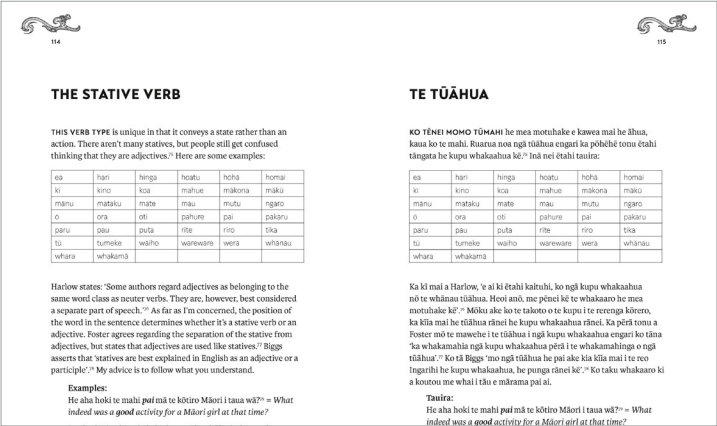 114
THE STATIVE VERB
THIS VERB TYPE is unique in that it conveys a state rather than an
action. There aren't many statives, but people still get confused
thinking that they are adjectives.⁷⁵ Here are some examples:
ea hari hinga hoatu hōhā homai
kī kino koa mahue mākona mākū
mānu mataku mate mau mutu ngaro
ō ora oti pahure pai pakaru
paru pau puta rite riro tika
tū tumeke waiho wareware wera whānau
whara whakamā
Harlow states: 'Some authors regard adjectives as belonging to the
same word class as neuter verbs. They are, however, best considered
a separate part of speech.'⁷⁶ As far as I'm concerned, the position of
the word in the sentence determines whether it's a stative verb or an
adjective. Foster agrees regarding the separation of the stative from
adjectives, but states that adjectives are used like statives.⁷⁷ Biggs
asserts that 'statives are best explained in English as an adjective or a
participle'.⁷⁸ My advice is to follow what you understand.
Examples:
He aha hoki te mahi pai mā te kōtiro Māori i taua wā?⁷⁹ = What
indeed was a good activity for a Māori girl at that time?
115
TE TŪĀHUA
KO TĒNEI MOMO TŪMAHI he mea motuhake e kawea mai he āhua,
kaua ko te mahi. Ruarua noa ngā tūāhua engari ka pōhēhē tonu ētahi
tāngata he kupu whakaahua kē.⁷⁵ Inā nei ētahi tauira:
ea hari hinga hoatu hōhā homai
kī kino koa mahue mākona mākū
mānu mataku mate mau mutu ngaro
ō ora oti pahure pai pakaru
paru pau puta rite riro tika
tū tumeke waiho wareware wera whānau
whara whakamā
Ka kī mai a Harlow, 'e ai ki ētahi kaituhi, ko ngā kupu whakaahua
nō te whānau tūāhua. Heoi anō, me pēnei kē te whakaaro he mea
motuhake kē'.⁷⁶ Mōku ake ko te takoto o te kupu i te rerenga kōrero,
ka kīia mai he tūāhua rānei he kupu whakaahua rānei. Ka pērā tonu a
Foster mō te mawehe i te tūāhua i ngā kupu whakaahua engari ko tāna
'ka whakamahia ngā kupu whakaahua pērā i te whakamahinga o ngā
tūāhua'.⁷⁷ Ko tā Biggs 'mo ngā tūāhua he pai ake kia kīia mai i te reo
Ingarihi he kupu whakaahua, he punga rānei kē'.⁷⁸ Ko taku whakaaro ki
a koutou me whai i tāu e mārama pai ai.
Tauira:
He aha hoki te mahi pai mā te kōtiro Māori i taua wā?⁷⁹ = What
indeed was a good activity for a Māori girl at that time?